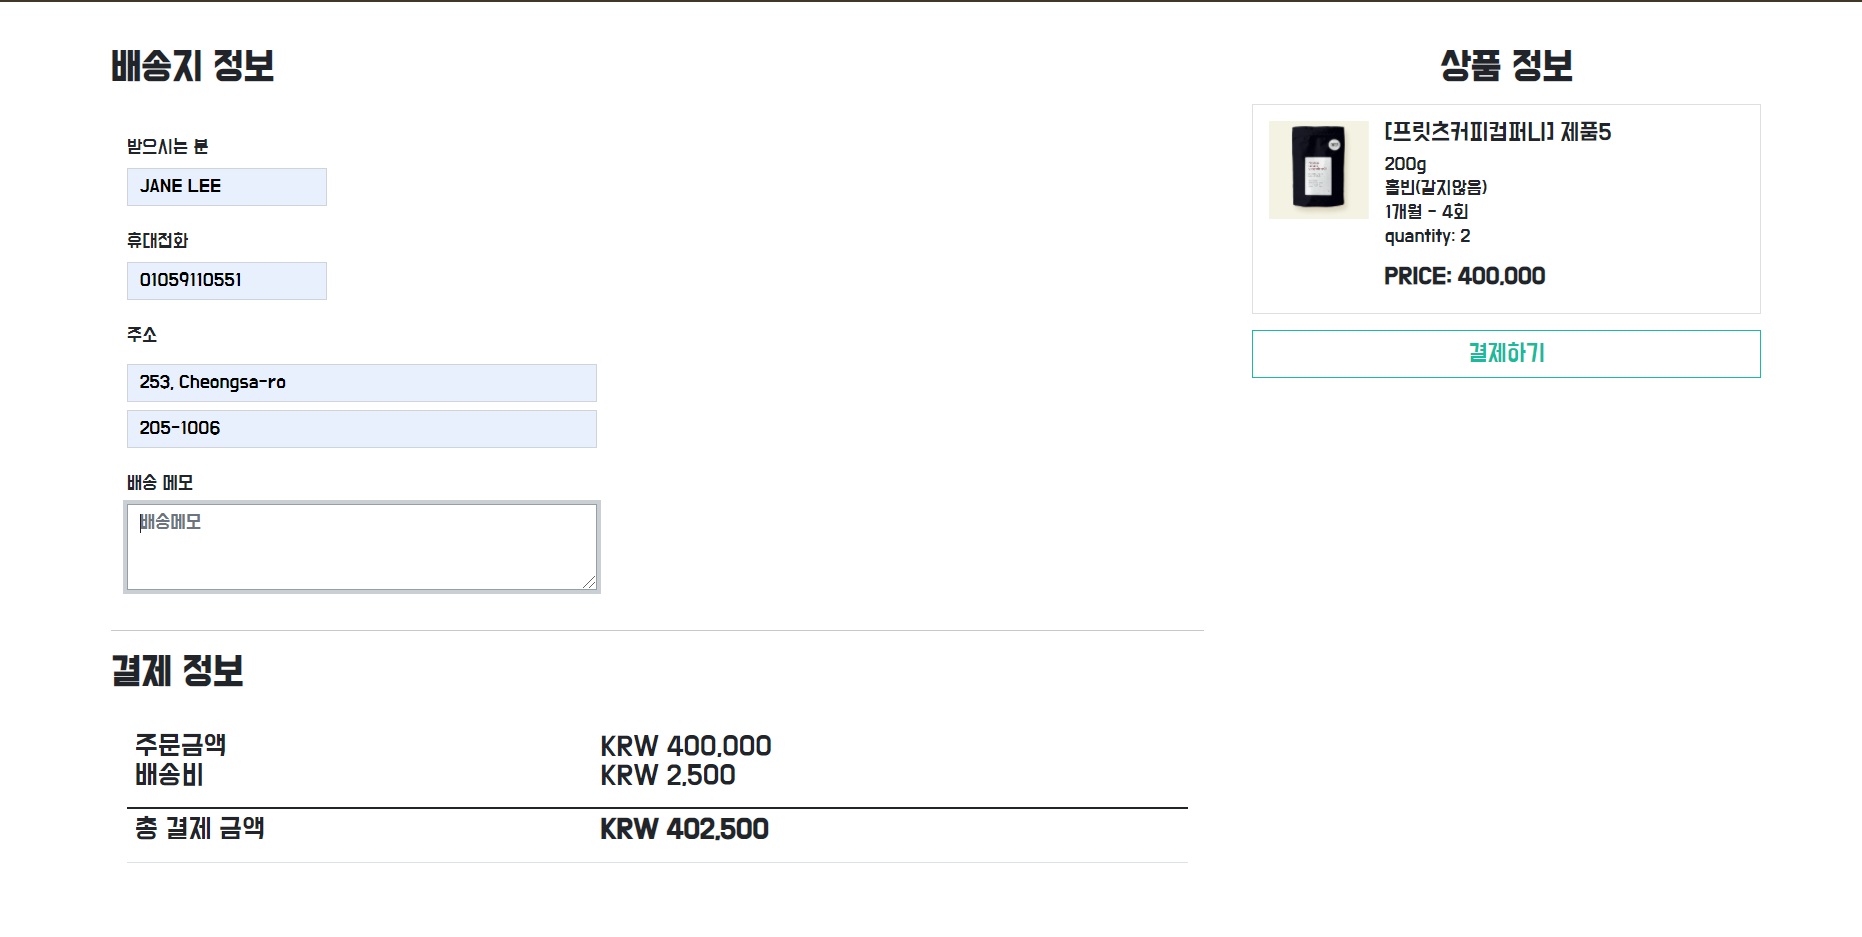 배송지 정보
받으시는 분
JANE LEE
휴대전화
01059110551
주소
253, Cheongsa-ro
205-1006
배송 메모
배송메모
결제 정보
주문금액 KRW 400,000
배송비 KRW 2,500
총 결제 금액 KRW 402,500
상품 정보
[프릿츠커피컴퍼니] 제품5
200g
홀빈(갈지않음)
1개월 - 4회
quantity: 2
PRICE: 400,000
결제하기